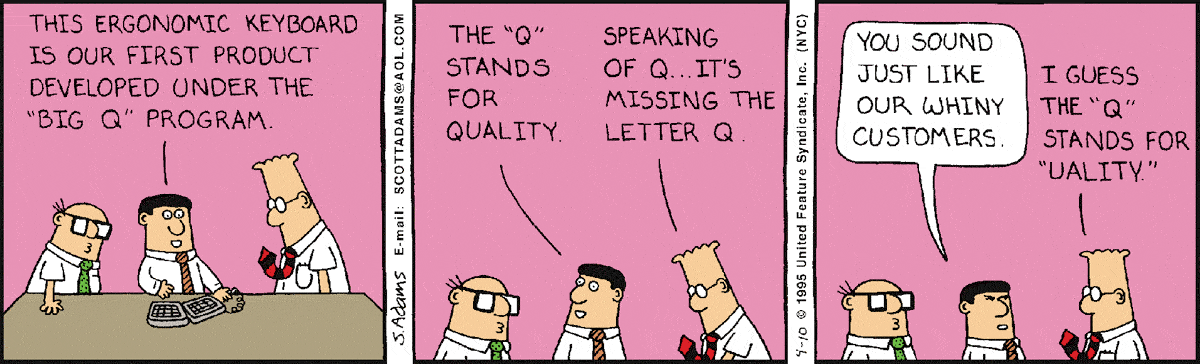 THIS ERGONOMIC KEYBOARD
IS OUR FIRST PRODUCT
DEVELOPED UNDER THE
"BIG Q" PROGRAM.
S. Adams E-mail: SCOTTADAMS@AOL.COM
THE "Q"
STANDS
FOR
QUALITY.
SPEAKING
OF Q...IT'S
MISSING THE
LETTER Q.
4-10 © 1995 United Feature Syndicate, Inc. (NYC)
YOU SOUND
JUST LIKE
OUR WHINY
CUSTOMERS.
I GUESS
THE "Q"
STANDS FOR
"UALITY."